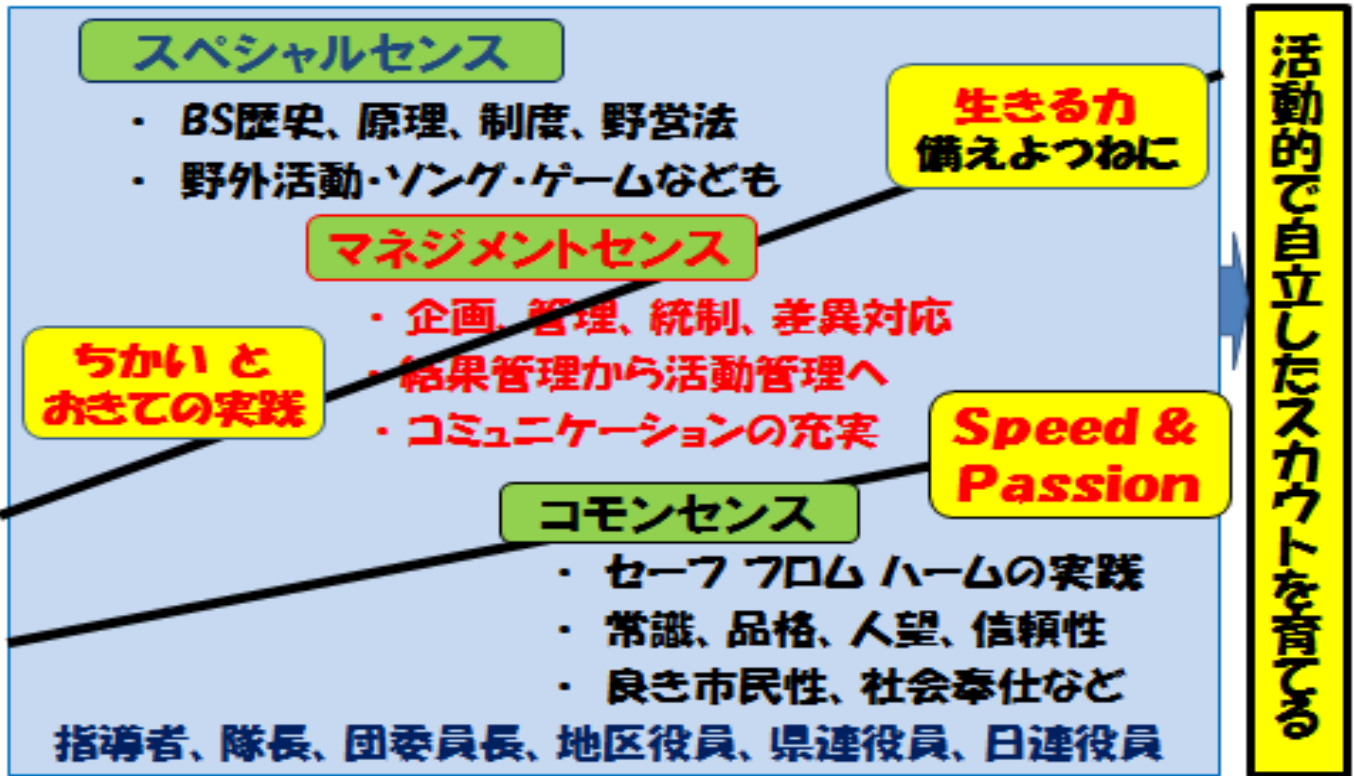 スペシャルセンス
・ BS歴史、原理、制度、野営法
・ 野外活動・ソング・ゲームなども
生きる力
備えよつねに
マネジメントセンス
・企画、管理、統制、差異対応
・結果管理から活動管理へ
・コミュニケーションの充実
ちかい と
おきての実践
Speed &
Passion
コモンセンス
・ セーフ フロム ハームの実践
・ 常識、品格、人望、信頼性
・ 良き市民性、社会奉仕など
指導者、隊長、団委員長、地区役員、県連役員、日連役員
活動的で自立したスカウトを育てる